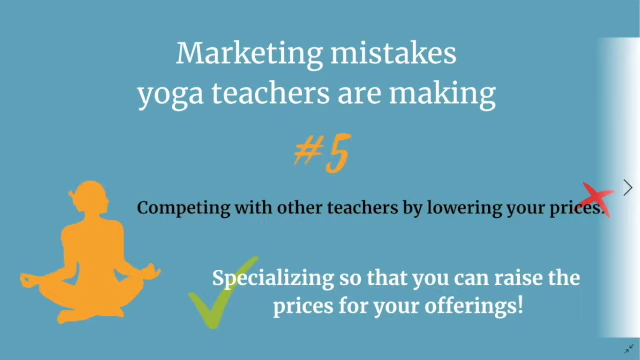 Marketing mistakes
yoga teachers are making
#5
Competing with other teachers by lowering your prices.
Specializing so that you can raise the
prices for your offerings!